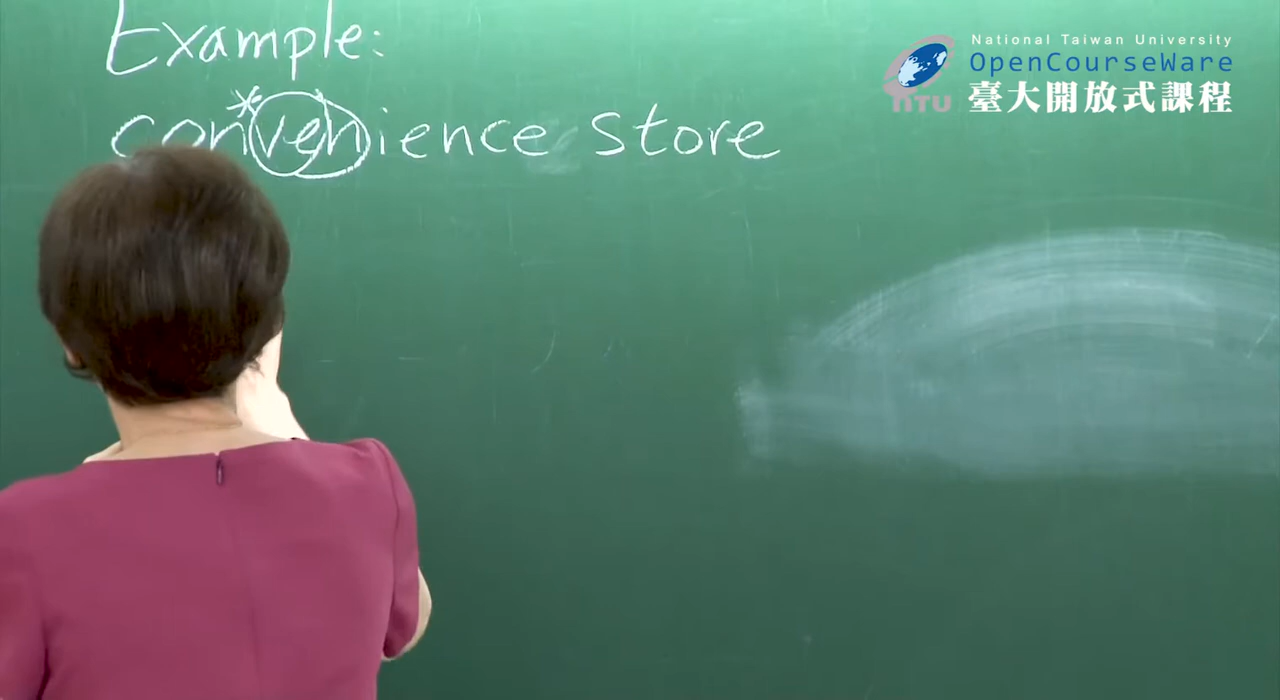 Example:
*convenience store
National Taiwan University
OpenCourseWare
NTU
臺大開放式課程